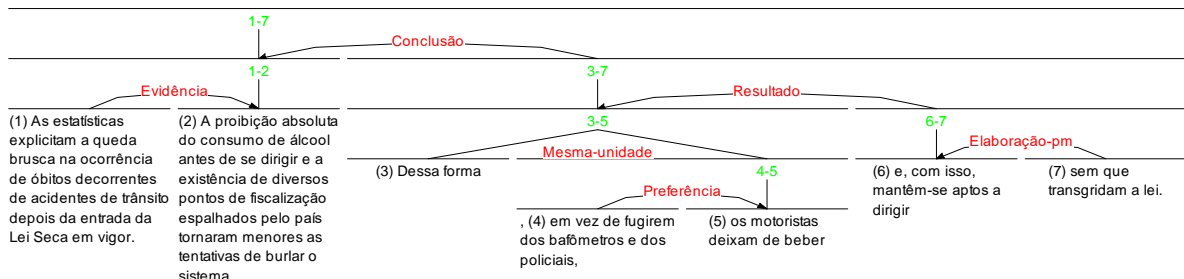 1-7
Conclusão
1-2
3-7
Evidência
Resultado
(1) As estatísticas
explicitam a queda
brusca na ocorrência
de óbitos decorrentes
de acidentes de trânsito
depois da entrada da
Lei Seca em vigor.
(2) A proibição absoluta
do consumo de álcool
antes de se dirigir e a
existência de diversos
pontos de fiscalização
espalhados pelo país
tornaram menores as
tentativas de burlar o
sistema
3-5
6-7
Mesma-unidade
Elaboração-pm
(3) Dessa forma
4-5
(6) e, com isso,
mantêm-se aptos a
dirigir
(7) sem que
transgridam a lei.
Preferência
, (4) em vez de fugirem
dos bafômetros e dos
policiais,
(5) os motoristas
deixam de beber